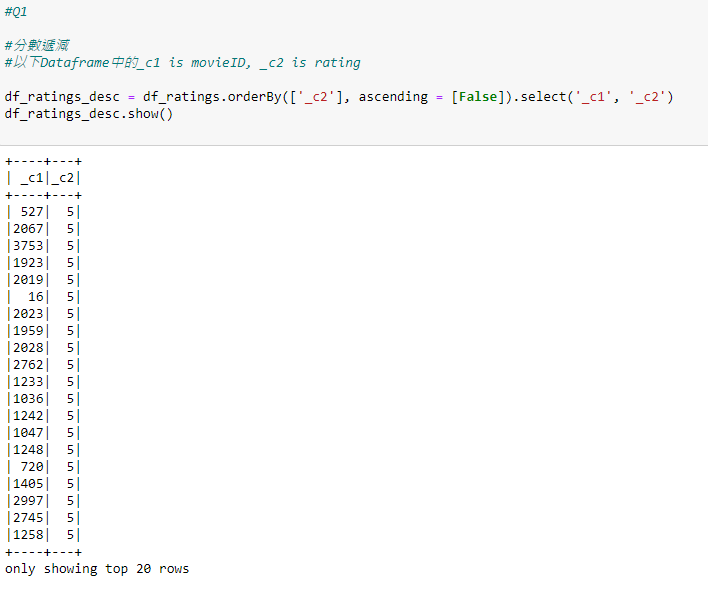 #Q1
#分數遞減
#以下Dataframe中的_c1 is movieID, _c2 is rating
df_ratings_desc = df_ratings.orderBy(['_c2'], ascending = [False]).select('_c1', '_c2')
df_ratings_desc.show()
+----+---+
| _c1|_c2|
+----+---+
| 527|  5|
|2067|  5|
|3753|  5|
|1923|  5|
|2019|  5|
|  16|  5|
|2023|  5|
|1959|  5|
|2028|  5|
|2762|  5|
|1233|  5|
|1036|  5|
|1242|  5|
|1047|  5|
|1248|  5|
| 720|  5|
|1405|  5|
|2997|  5|
|2745|  5|
|1258|  5|
+----+---+
only showing top 20 rows